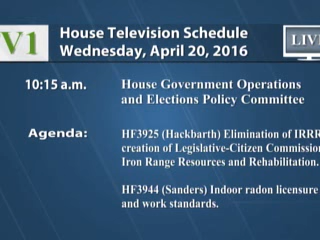 V1
House Television Schedule
Wednesday, April 20, 2016
LIV
10:15 a.m.
House Government Operations
and Elections Policy Committee
Agenda:
HF3925 (Hackbarth) Elimination of IRRR
creation of Legislative-Citizen Commission
Iron Range Resources and Rehabilitation.
HF3944 (Sanders) Indoor radon licensure
and work standards.